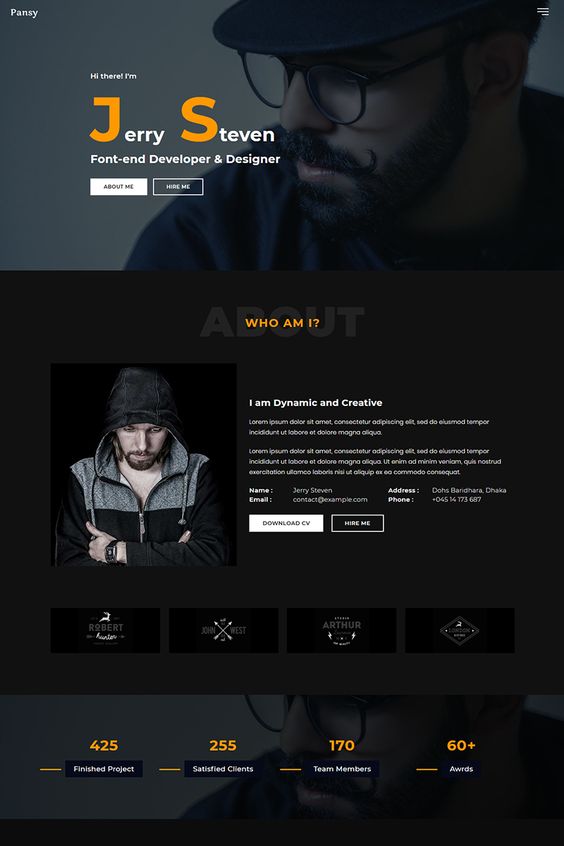 Pansy
Hi there! I'm
Jerry Steven
Font-end Developer & Designer
ABOUT ME
HIRE ME
ABOUT
WHO AM I?
I am Dynamic and Creative
Lorem ipsum dolor sit amet, consectetur adipiscing elit, sed do eiusmod tempor
incididunt ut labore et dolore magna aliqua.
Lorem ipsum dolor sit amet, consectetur adipiscing elit, sed do eiusmod tempor
incididunt ut labore et dolore magna aliqua. Ut enim ad minim veniam, quis nostrud
exercitation ullamco laboris nisi ut aliquip ex ea commodo consequat.
Name : Jerry Steven Address : Dohs Baridhara, Dhaka
Email : contact@example.com Phone : +045 14 173 687
DOWNLOAD CV
HIRE ME
ROBERT
hunter
JOHN WEST
STUDIO
ARTHUR
LONDON
425
Finished Project
255
Satisfied Clients
170
Team Members
60+
Awrds